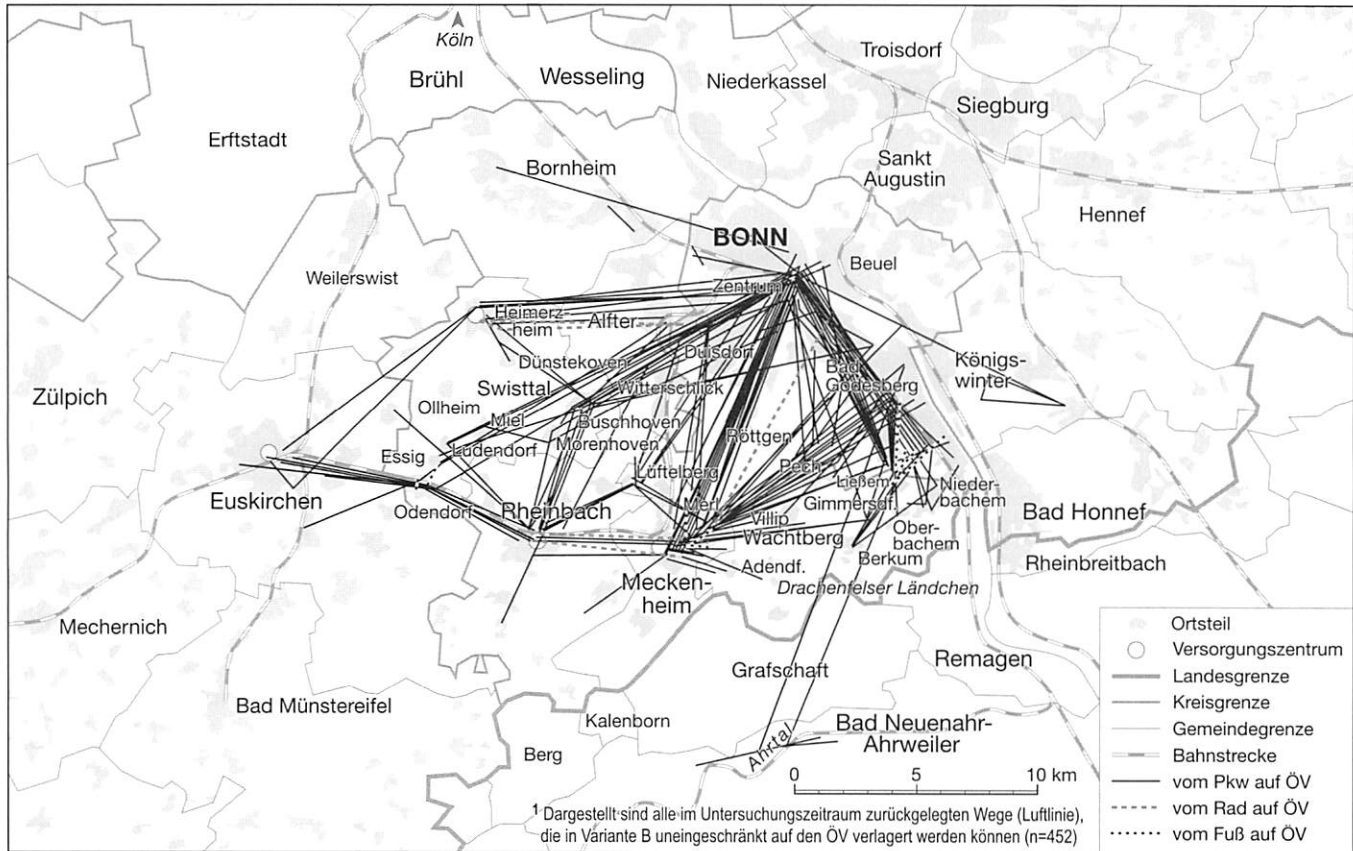 Köln
Brühl
Wesseling
Niederkassel
Troisdorf
Siegburg
Erftstadt
Bornheim
Sankt
Augustin
Hennef
BONN
Beuel
Weilerswist
Zentrum
Heimerz-
heim
Alfter
Dünstekoven
Duisdorf
Königs-
winter
Bad
Godesberg
Zülpich
Swisttal
Witterschlick
Ollheim
Miel
Buschhoven
Röttgen
Essig
Ludendorf
Morenhoven
Pech
Lüftelberg
Ließem
Nieder-
bachem
Euskirchen
Odendorf
Rheinbach
Merl
Villip
Gimmersdf.
Bad Honnef
Wachtberg
Ober-
bachem
Berkum
Adendf.
Rheinbreitbach
Mecken-
heim
Drachenfelser Ländchen
Mechernich
Grafschaft
Remagen
Bad Münstereifel
Kalenborn
Berg
Ahrtal
Bad Neuenahr-
Ahrweiler
0 5 10 km
1 Dargestellt sind alle im Untersuchungszeitraum zurückgelegten Wege (Luftlinie),
die in Variante B uneingeschränkt auf den ÖV verlagert werden können (n=452)
Ortsteil
Versorgungszentrum
Landesgrenze
Kreisgrenze
Gemeindegrenze
Bahnstrecke
vom Pkw auf ÖV
vom Rad auf ÖV
vom Fuß auf ÖV